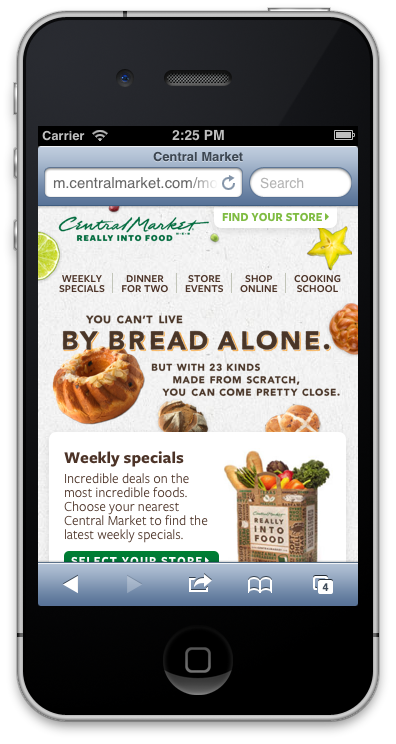 Carrier 2:25 PM
Central Market
m.centralmarket.com/mo
Search
Central Market
REALLY INTO FOOD
FIND YOUR STORE
WEEKLY SPECIALS
DINNER FOR TWO
STORE EVENTS
SHOP ONLINE
COOKING SCHOOL
YOU CAN'T LIVE
BY BREAD ALONE.
BUT WITH 23 KINDS
MADE FROM SCRATCH,
YOU CAN COME PRETTY CLOSE.
Weekly specials
Incredible deals on the
most incredible foods.
Choose your nearest
Central Market to find the
latest weekly specials.
Central Market
REALLY
INTO
FOOD
SELECT YOUR STORE
4